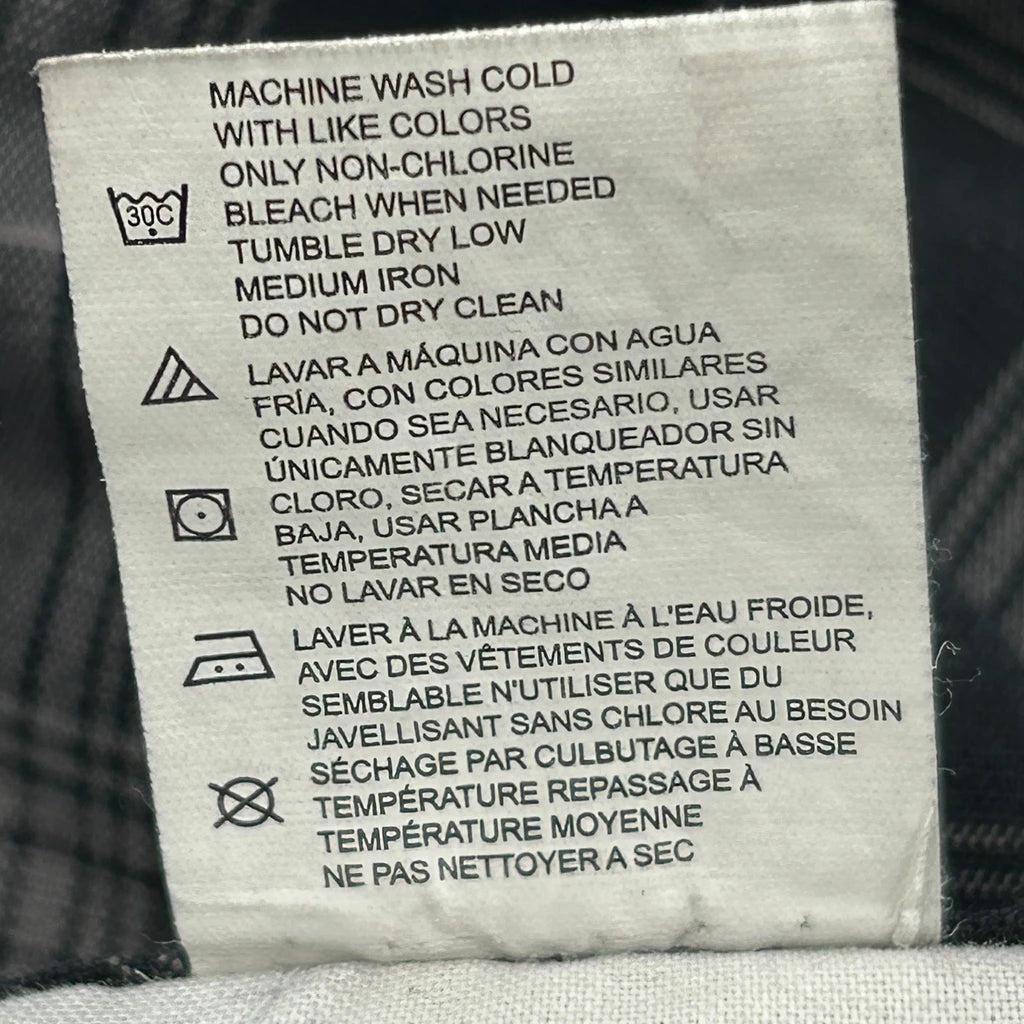 MACHINE WASH COLD
WITH LIKE COLORS
ONLY NON-CHLORINE
BLEACH WHEN NEEDED
TUMBLE DRY LOW
MEDIUM IRON
DO NOT DRY CLEAN
30C
LAVAR A MÁQUINA CON AGUA
FRÍA, CON COLORES SIMILARES
CUANDO SEA NECESARIO, USAR
ÚNICAMENTE BLANQUEADOR SIN
CLORO, SECAR A TEMPERATURA
BAJA, USAR PLANCHA A
TEMPERATURA MEDIA
NO LAVAR EN SECO
LAVER À LA MACHINE À L'EAU FROIDE,
AVEC DES VÊTEMENTS DE COULEUR
SEMBLABLE N'UTILISER QUE DU
JAVELLISANT SANS CHLORE AU BESOIN
SÉCHAGE PAR CULBUTAGE À BASSE
TEMPÉRATURE REPASSAGE À
TEMPÉRATURE MOYENNE
NE PAS NETTOYER A SEC